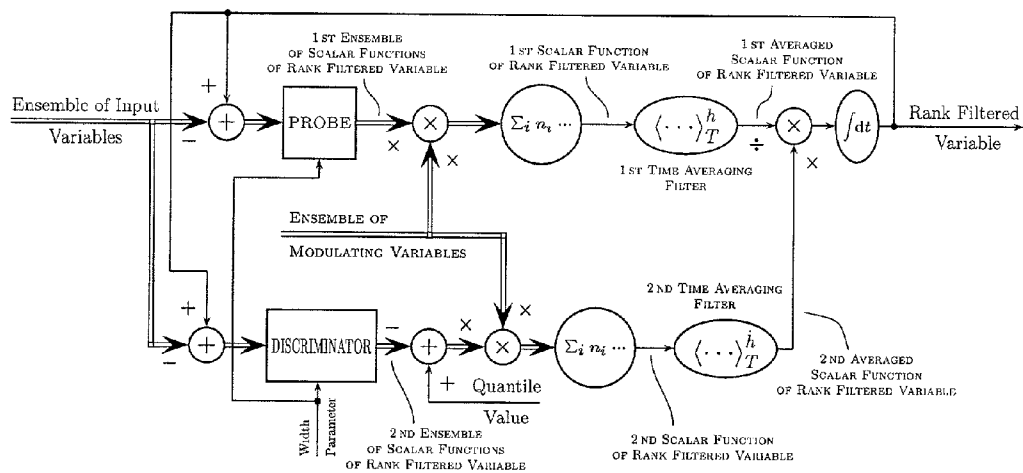 1ST ENSEMBLE
OF SCALAR FUNCTIONS
OF RANK FILTERED VARIABLE
1ST SCALAR FUNCTION
OF RANK FILTERED VARIABLE
1ST AVERAGED
SCALAR FUNCTION
OF RANK FILTERED VARIABLE
Ensemble of Input
Variables
+
−
+
PROBE
×
×
×
Σᵢ nᵢ ···
⟨···⟩ʰ_T
÷
×
×
∫dt
Rank Filtered
Variable
1ST TIME AVERAGING
FILTER
ENSEMBLE OF
MODULATING VARIABLES
2ND TIME AVERAGING
FILTER
+
−
+
DISCRIMINATOR
−
+
+
×
×
×
Σᵢ nᵢ ···
⟨···⟩ḣ_T
Quantile
Value
Width
Parameter
2ND ENSEMBLE
OF SCALAR FUNCTIONS
OF RANK FILTERED VARIABLE
2ND SCALAR FUNCTION
OF RANK FILTERED VARIABLE
2ND AVERAGED
SCALAR FUNCTION
OF RANK FILTERED VARIABLE